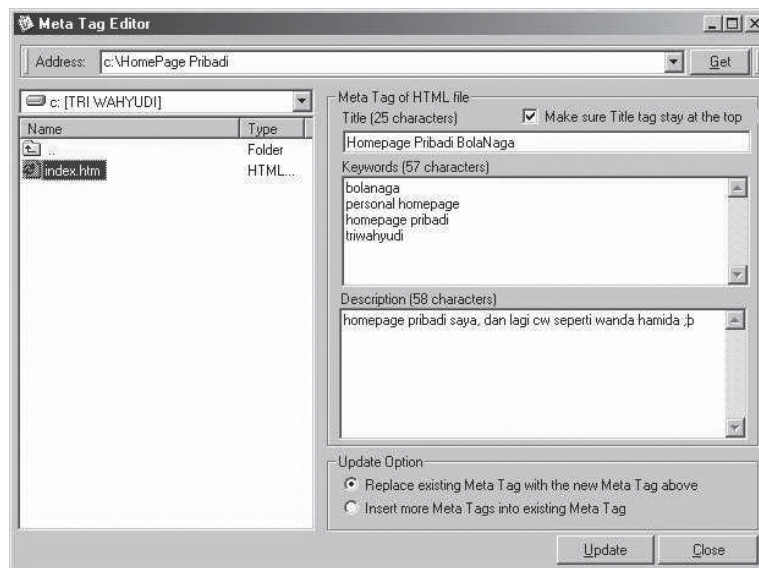 Meta Tag Editor
Address: c:\HomePage Pribadi Get
c: [TRI WAHYUDI]
Name Type
.. Folder
index.htm HTML...
Meta Tag of HTML file
Title (25 characters) Make sure Title tag stay at the top
Homepage Pribadi BolaNaga
Keywords (57 characters)
bolanaga
personal homepage
homepage pribadi
triwahyudi
Description (58 characters)
homepage pribadi saya, dan lagi cw seperti wanda hamida ;þ
Update Option
Replace existing Meta Tag with the new Meta Tag above
Insert more Meta Tags into existing Meta Tag
Update Close